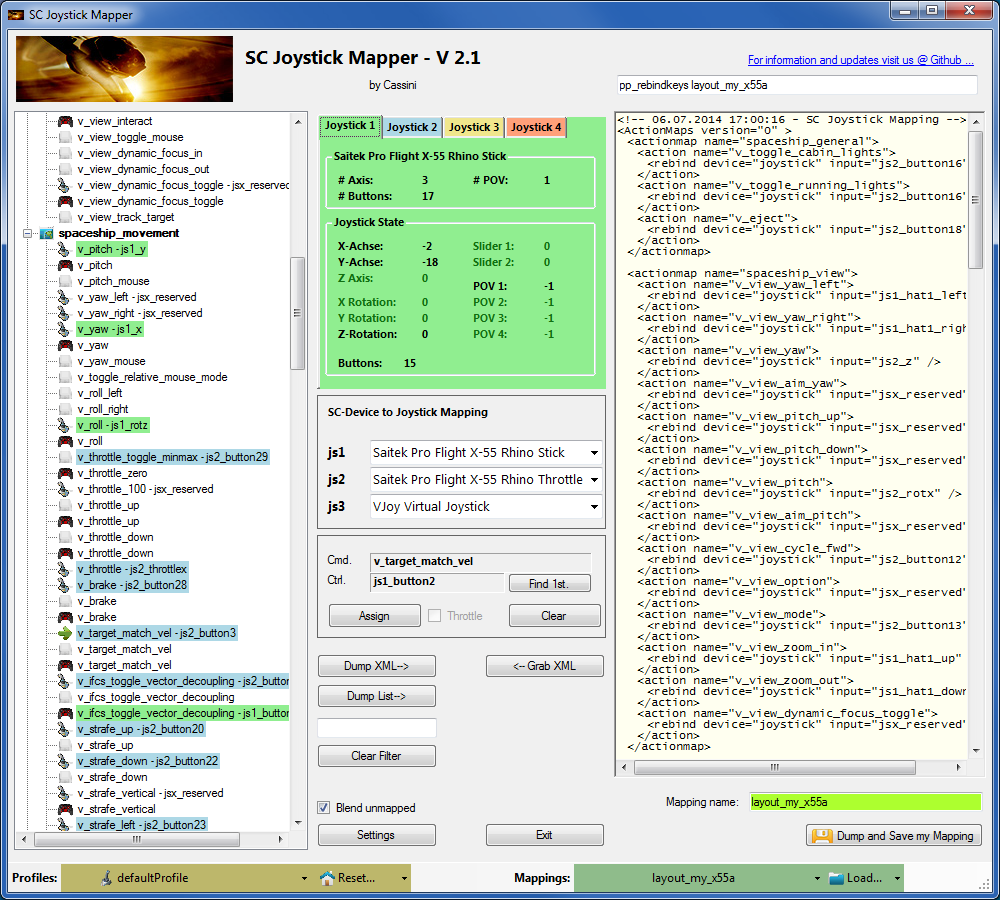 SC Joystick Mapper
SC Joystick Mapper - V 2.1
by Cassini
For information and updates visit us @ Github ...
pp_rebindkeys layout_my_x55a
v_view_interact
v_view_toggle_mouse
v_view_dynamic_focus_in
v_view_dynamic_focus_out
v_view_dynamic_focus_toggle - jsx_reserved
v_view_dynamic_focus_toggle
v_view_track_target
spaceship_movement
v_pitch - js1_y
v_pitch
v_pitch_mouse
v_yaw_left - jsx_reserved
v_yaw_right - jsx_reserved
v_yaw - js1_x
v_yaw
v_yaw_mouse
v_toggle_relative_mouse_mode
v_roll_left
v_roll_right
v_roll - js1_rotz
v_roll
v_throttle_toggle_minmax - js2_button29
v_throttle_zero
v_throttle_100 - jsx_reserved
v_throttle_up
v_throttle_up
v_throttle_down
v_throttle_down
v_throttle - js2_throttlex
v_brake - js2_button28
v_brake
v_brake
v_target_match_vel - js2_button3
v_target_match_vel
v_target_match_vel
v_ifcs_toggle_vector_decoupling - js2_button
v_ifcs_toggle_vector_decoupling
v_ifcs_toggle_vector_decoupling - js1_button
v_strafe_up - js2_button20
v_strafe_up
v_strafe_down - js2_button22
v_strafe_down
v_strafe_vertical - jsx_reserved
v_strafe_vertical
v_strafe_left - js2_button23
Joystick 1 Joystick 2 Joystick 3 Joystick 4
Saitek Pro Flight X-55 Rhino Stick
# Axis: 3 # POV: 1
# Buttons: 17
Joystick State
X-Achse: -2 Slider 1: 0
Y-Achse: -18 Slider 2: 0
Z Axis: 0
POV 1: -1
X Rotation: 0 POV 2: -1
Y Rotation: 0 POV 3: -1
Z-Rotation: 0 POV 4: -1
Buttons: 15
SC-Device to Joystick Mapping
js1 Saitek Pro Flight X-55 Rhino Stick
js2 Saitek Pro Flight X-55 Rhino Throttle
js3 VJoy Virtual Joystick
Cmd. v_target_match_vel
Ctrl. js1_button2 Find 1st.
Assign Throttle Clear
Dump XML--> <-- Grab XML
Dump List-->
Clear Filter
Blend unmapped
Settings Exit
<!-- 06.07.2014 17:00:16 - SC Joystick Mapping -->
<ActionMaps version="0" >
<actionmap name="spaceship_general">
<action name="v_toggle_cabin_lights">
<rebind device="joystick" input="js2_button16"
</action>
<action name="v_toggle_running_lights">
<rebind device="joystick" input="js2_button16"
</action>
<action name="v_eject">
<rebind device="joystick" input="js2_button18"
</action>
</actionmap>
<actionmap name="spaceship_view">
<action name="v_view_yaw_left">
<rebind device="joystick" input="js1_hat1_left
</action>
<action name="v_view_yaw_right">
<rebind device="joystick" input="js1_hat1_righ
</action>
<action name="v_view_yaw">
<rebind device="joystick" input="js2_z" />
</action>
<action name="v_view_aim_yaw">
<rebind device="joystick" input="jsx_reserved"
</action>
<action name="v_view_pitch_up">
<rebind device="joystick" input="jsx_reserved"
</action>
<action name="v_view_pitch_down">
<rebind device="joystick" input="jsx_reserved"
</action>
<action name="v_view_pitch">
<rebind device="joystick" input="js2_rotx" />
</action>
<action name="v_view_aim_pitch">
<rebind device="joystick" input="jsx_reserved"
</action>
<action name="v_view_cycle_fwd">
<rebind device="joystick" input="js2_button12"
</action>
<action name="v_view_option">
<rebind device="joystick" input="jsx_reserved"
</action>
<action name="v_view_mode">
<rebind device="joystick" input="js2_button13"
</action>
<action name="v_view_zoom_in">
<rebind device="joystick" input="js1_hat1_up"
</action>
<action name="v_view_zoom_out">
<rebind device="joystick" input="js1_hat1_down
</action>
<action name="v_view_dynamic_focus_toggle">
<rebind device="joystick" input="jsx_reserved"
</action>
</actionmap>
Mapping name: layout_my_x55a
Dump and Save my Mapping
Profiles: defaultProfile Reset... Mappings: layout_my_x55a Load...